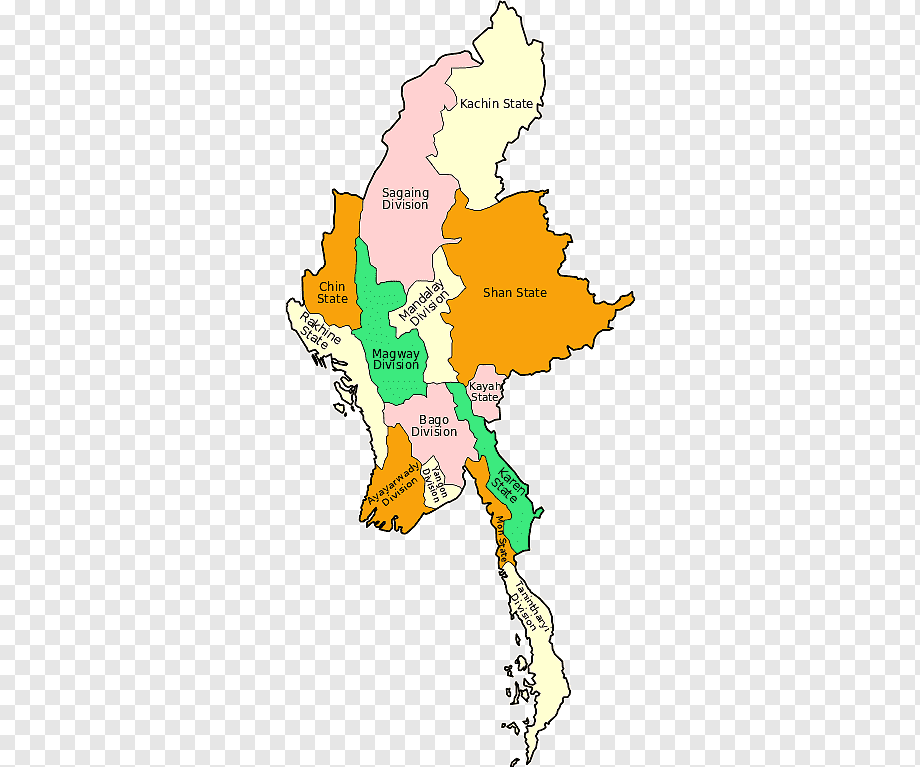 Kachin State
Sagaing
Division
Chin
State
Shan State
Mandalay
Division
Rakhine
State
Magway
Division
Kayah
State
Bago
Division
Ayayarwady
Division
Yangon
Division
Karen
State
Mon State
Tanintharyi
Division